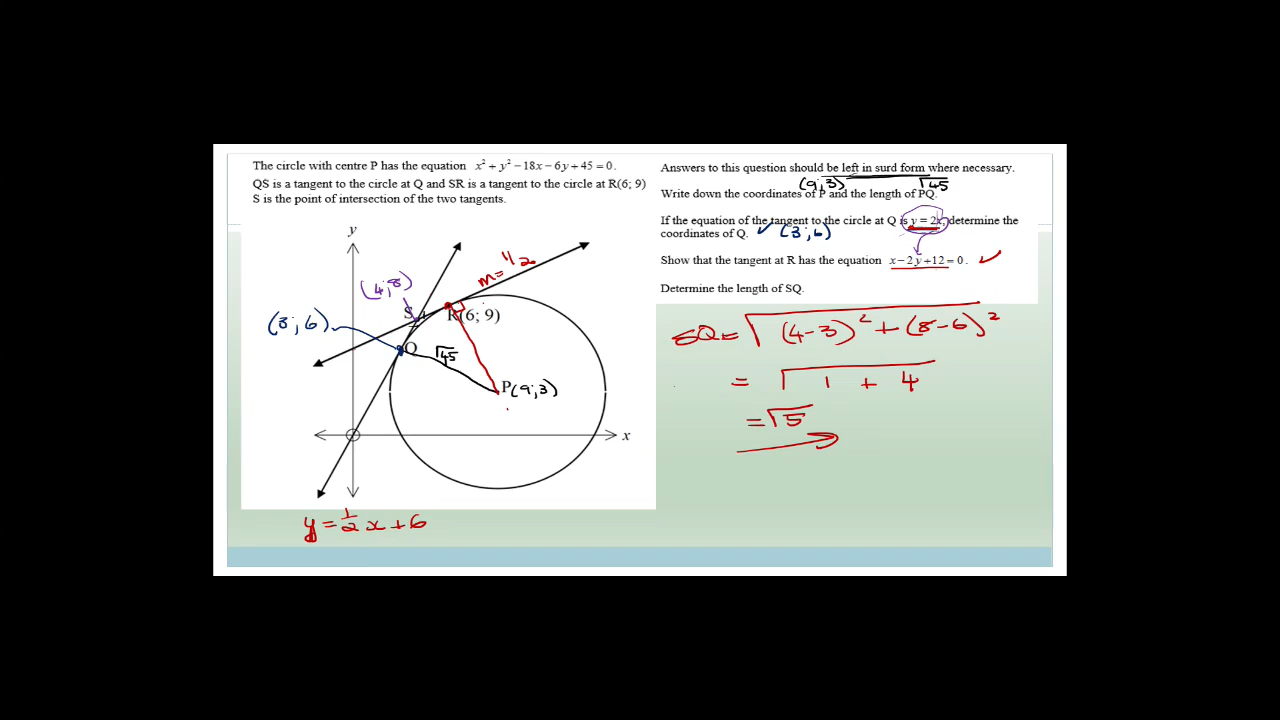 The circle with centre P has the equation x² + y² − 18x − 6y + 45 = 0.
QS is a tangent to the circle at Q and SR is a tangent to the circle at R(6; 9)
S is the point of intersection of the two tangents.
y
m = 1/2
(4; 8)
S
R(6; 9)
(3; 6)
Q
√45
P(9; 3)
x
y = 1/2 x + 6
Answers to this question should be left in surd form where necessary.
(9; 3) √45
Write down the coordinates of P and the length of PQ.
If the equation of the tangent to the circle at Q is y = 2x, determine the
coordinates of Q. ✓ (3; 6)
Show that the tangent at R has the equation x − 2y + 12 = 0. ✓
Determine the length of SQ.
SQ = √(4−3)² + (8−6)²
= √1 + 4
= √5